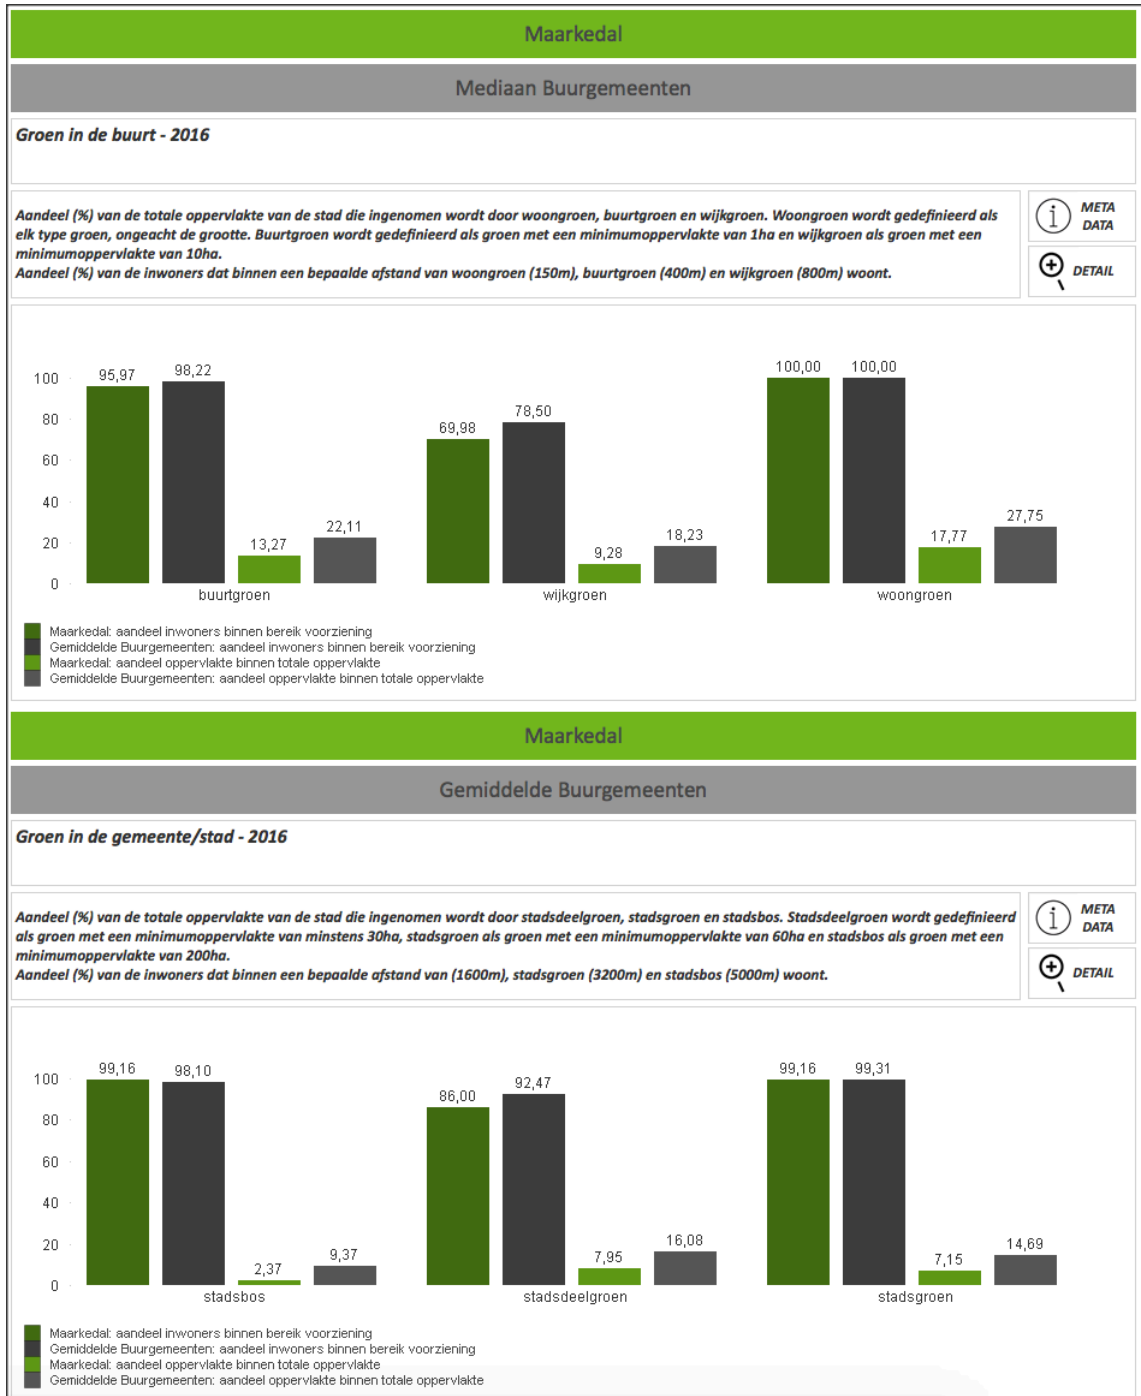 Maarkedal
Mediaan Buurgemeenten
Groen in de buurt - 2016
Aandeel (%) van de totale oppervlakte van de stad die ingenomen wordt door woongroen, buurtgroen en wijkgroen. Woongroen wordt gedefinieerd als
elk type groen, ongeacht de grootte. Buurtgroen wordt gedefinieerd als groen met een minimumoppervlakte van 1ha en wijkgroen als groen met een
minimumoppervlakte van 10ha.
Aandeel (%) van de inwoners dat binnen een bepaalde afstand van woongroen (150m), buurtgroen (400m) en wijkgroen (800m) woont.
META
DATA
DETAIL
100
80
60
40
20
0
95,97
98,22
13,27
22,11
69,98
78,50
9,28
18,23
100,00
100,00
17,77
27,75
buurtgroen
wijkgroen
woongroen
Maarkedal: aandeel inwoners binnen bereik voorziening
Gemiddelde Buurgemeenten: aandeel inwoners binnen bereik voorziening
Maarkedal: aandeel oppervlakte binnen totale oppervlakte
Gemiddelde Buurgemeenten: aandeel oppervlakte binnen totale oppervlakte
Maarkedal
Gemiddelde Buurgemeenten
Groen in de gemeente/stad - 2016
Aandeel (%) van de totale oppervlakte van de stad die ingenomen wordt door stadsdeelgroen, stadsgroen en stadsbos. Stadsdeelgroen wordt gedefinieerd
als groen met een minimumoppervlakte van minstens 30ha, stadsgroen als groen met een minimumoppervlakte van 60ha en stadsbos als groen met een
minimumoppervlakte van 200ha.
Aandeel (%) van de inwoners dat binnen een bepaalde afstand van (1600m), stadsgroen (3200m) en stadsbos (5000m) woont.
META
DATA
DETAIL
100
80
60
40
20
0
99,16
98,10
2,37
9,37
86,00
92,47
7,95
16,08
99,16
99,31
7,15
14,69
stadsbos
stadsdeelgroen
stadsgroen
Maarkedal: aandeel inwoners binnen bereik voorziening
Gemiddelde Buurgemeenten: aandeel inwoners binnen bereik voorziening
Maarkedal: aandeel oppervlakte binnen totale oppervlakte
Gemiddelde Buurgemeenten: aandeel oppervlakte binnen totale oppervlakte